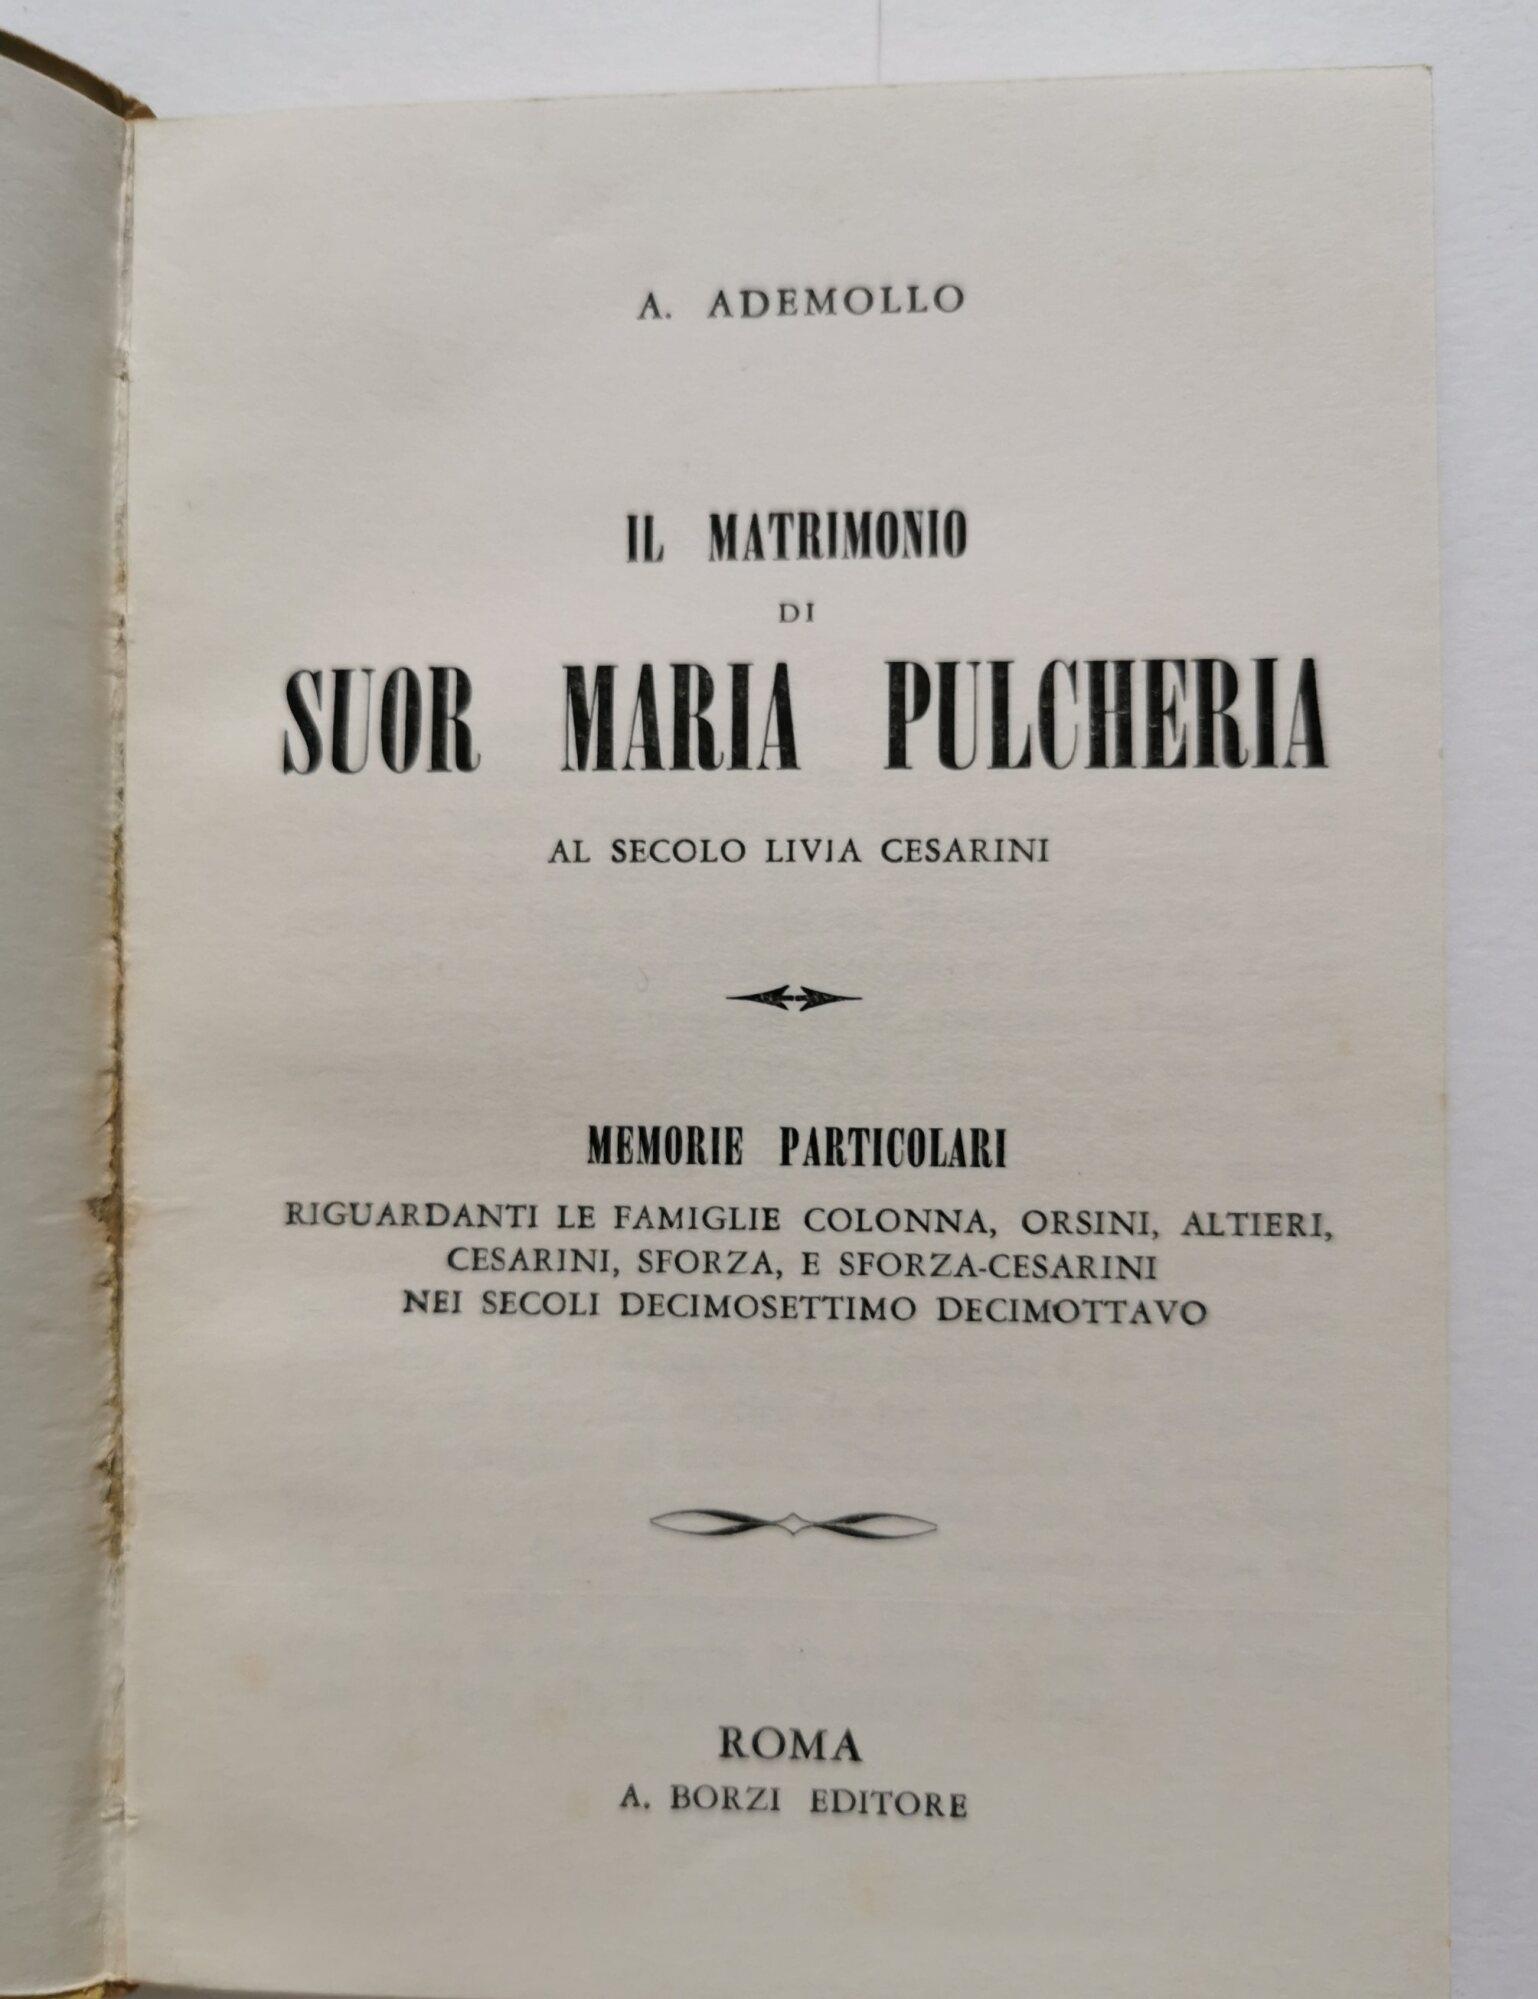 A. ADEMOLLO
IL MATRIMONIO
DI
SUOR MARIA PULCHERIA
AL SECOLO LIVIA CESARINI
MEMORIE PARTICOLARI
RIGUARDANTI LE FAMIGLIE COLONNA, ORSINI, ALTIERI,
CESARINI, SFORZA, E SFORZA-CESARINI
NEI SECOLI DECIMOSETTIMO DECIMOTTAVO
ROMA
A. BORZI EDITORE